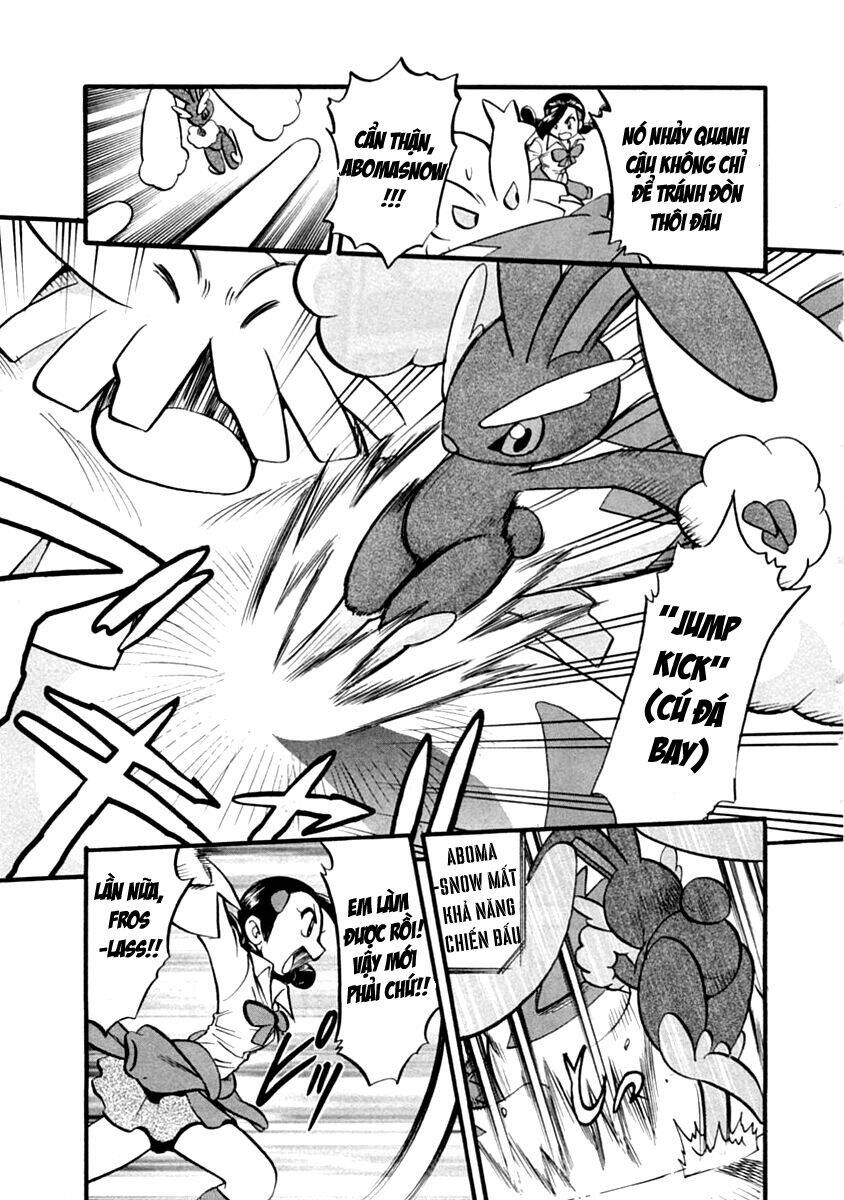 NÓ NHẢY QUANH
CẬU KHÔNG CHỈ
ĐỂ TRÁNH ĐÒN
THÔI ĐÂU
CẨN THẬN,
ABOMASNOW
!!!
"JUMP
KICK"
(CÚ ĐÁ
BAY)
ABOMA
-SNOW MẤT
KHẢ NĂNG
CHIẾN ĐẤU
EM LÀM
ĐƯỢC RỒI!
VẬY MỚI
PHẢI CHỨ!!
LẦN NỮA,
FROS
-LASS!!